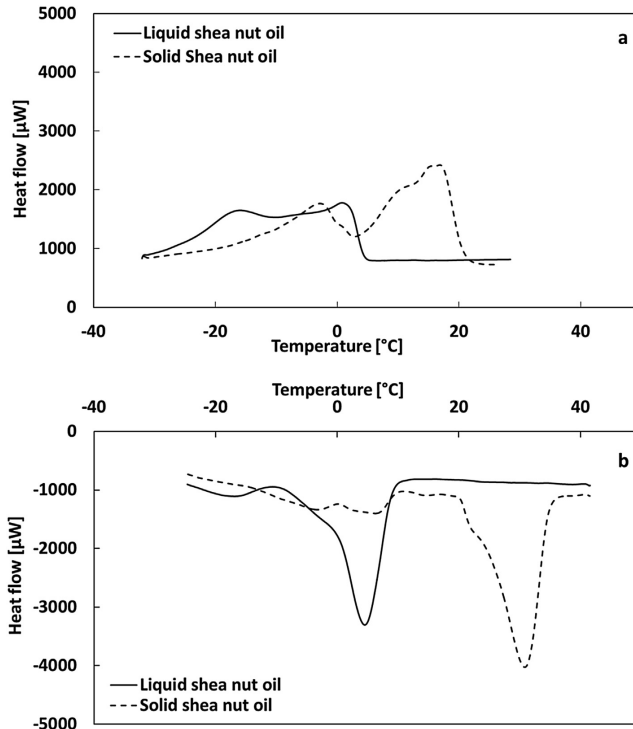 5000
Liquid shea nut oil
a
Solid Shea nut oil
4000
3000
Heat flow [µW]
2000
1000
0
-40 -20 0 20 40
Temperature [°C]
Temperature [°C]
-40 -20 0 20 40
0
b
-1000
-2000
Heat flow [µW]
-3000
-4000
Liquid shea nut oil
Solid shea nut oil
-5000